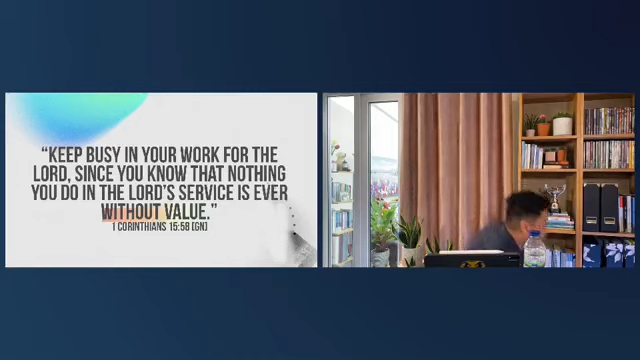 “KEEP BUSY IN YOUR WORK FOR THE
LORD, SINCE YOU KNOW THAT NOTHING
YOU DO IN THE LORD’S SERVICE IS EVER
WITHOUT VALUE.”
1 CORINTHIANS 15:58 [GN]